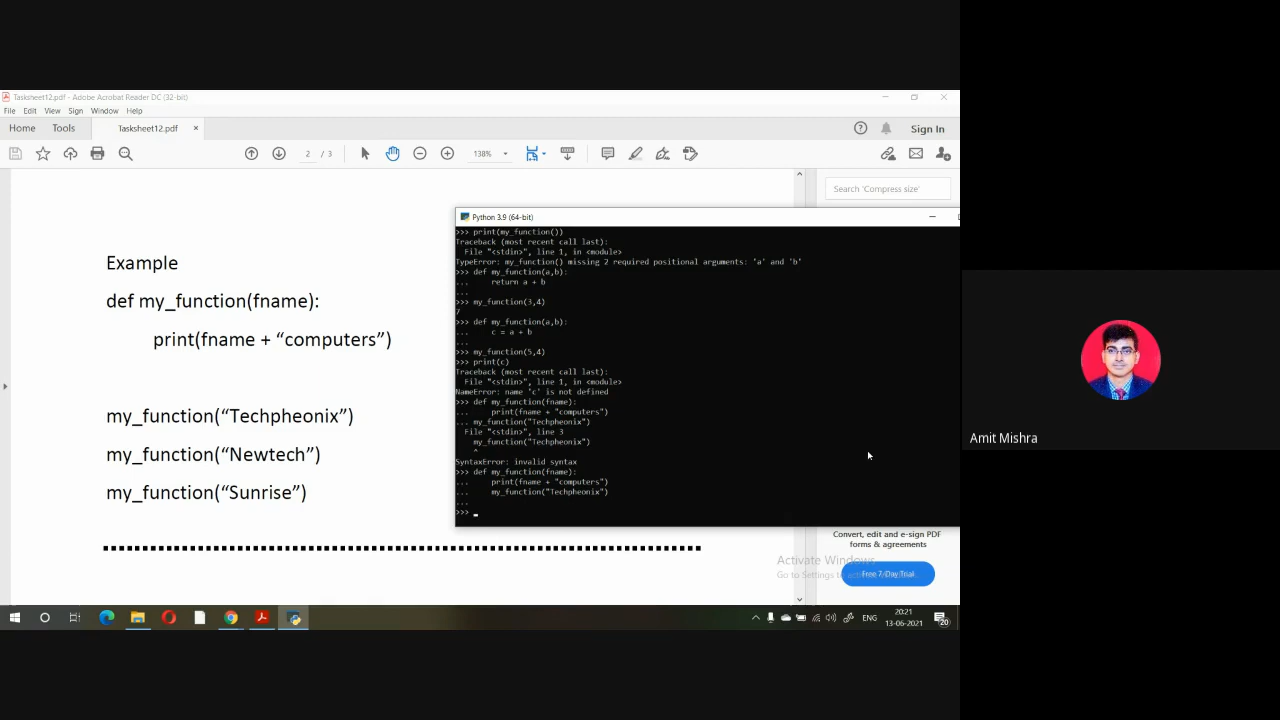 Tasksheet12.pdf - Adobe Acrobat Reader DC (32-bit)
File Edit View Sign Window Help
Home Tools Tasksheet12.pdf × ? Sign In
2 / 3 138%
Search 'Compress size'
Example
def my_function(fname):
print(fname + “computers”)
my_function(“Techpheonix”)
my_function(“Newtech”)
my_function(“Sunrise”)
Python 3.9 (64-bit)
>>> print(my_function())
Traceback (most recent call last):
File "<stdin>", line 1, in <module>
TypeError: my_function() missing 2 required positional arguments: 'a' and 'b'
>>> def my_function(a,b):
... return a + b
...
>>> my_function(3,4)
7
>>> def my_function(a,b):
... c = a + b
...
>>> my_function(5,4)
>>> print(c)
Traceback (most recent call last):
File "<stdin>", line 1, in <module>
NameError: name 'c' is not defined
>>> def my_function(fname):
... print(fname + "computers")
... my_function("Techpheonix")
File "<stdin>", line 3
my_function("Techpheonix")
^
SyntaxError: invalid syntax
>>> def my_function(fname):
... print(fname + "computers")
... my_function("Techpheonix")
...
>>> _
Convert, edit and e-sign PDF
forms & agreements
Activate Windows
Go to Settings to
Free 7-Day Trial
Amit Mishra
ENG
20:21
13-06-2021
20